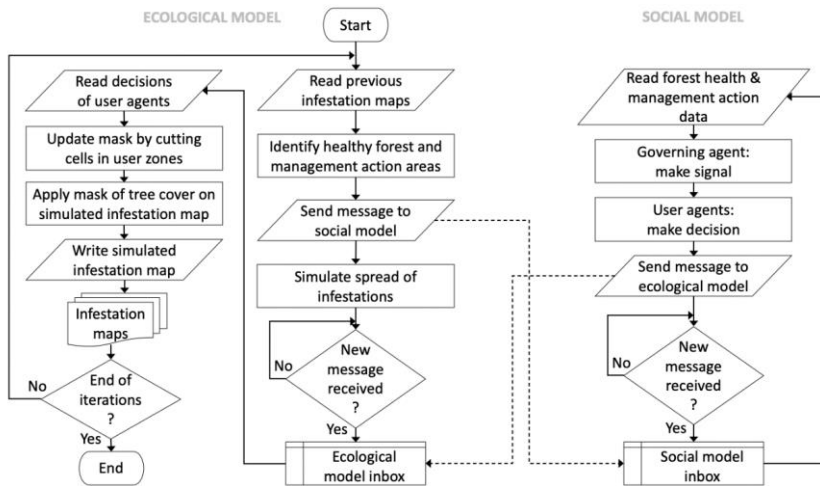 ECOLOGICAL MODEL
SOCIAL MODEL
Start
Read decisions
of user agents
Update mask by cutting
cells in user zones
Apply mask of tree cover on
simulated infestation map
Write simulated
infestation map
Infestation
maps
End of
iterations
?
No
Yes
End
Read previous
infestation maps
Identify healthy forest and
management action areas
Send message to
social model
Simulate spread of
infestations
New
message
received
?
No
Yes
Ecological
model inbox
Read forest health &
management action
data
Governing agent:
make signal
User agents:
make decision
Send message to
ecological model
New
message
received
?
No
Yes
Social model
inbox